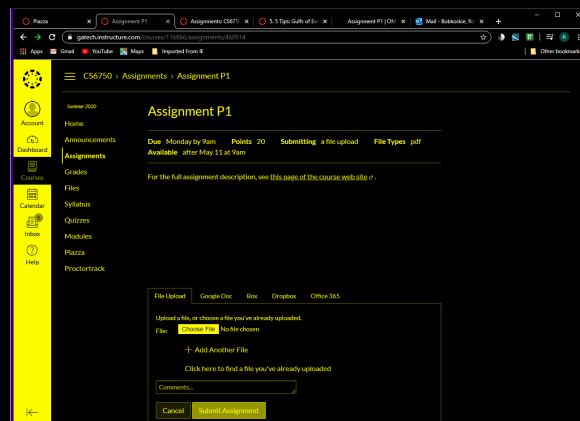 Piazza
Assignment P1
Assignments: CS675
5.5 Tips: Gulfs of Ex
Assignment P1 | OM
Mail - Bobkoskie, Ro
gatech.instructure.com/courses/116866/assignments/460514
Apps
Gmail
YouTube
Maps
Imported From IE
Other bookmark
CS6750 › Assignments › Assignment P1
Account
Dashboard
Courses
Calendar
Inbox
Help
Summer 2020
Home
Announcements
Assignments
Grades
Files
Syllabus
Quizzes
Modules
Piazza
Proctortrack
Assignment P1
Due Monday by 9am Points 20 Submitting a file upload File Types pdf
Available after May 11 at 9am
For the full assignment description, see this page of the course web site.
File Upload Google Doc Box Dropbox Office 365
Upload a file, or choose a file you've already uploaded.
File: Choose File No file chosen
+ Add Another File
Click here to find a file you've already uploaded
Comments...
Cancel Submit Assignment